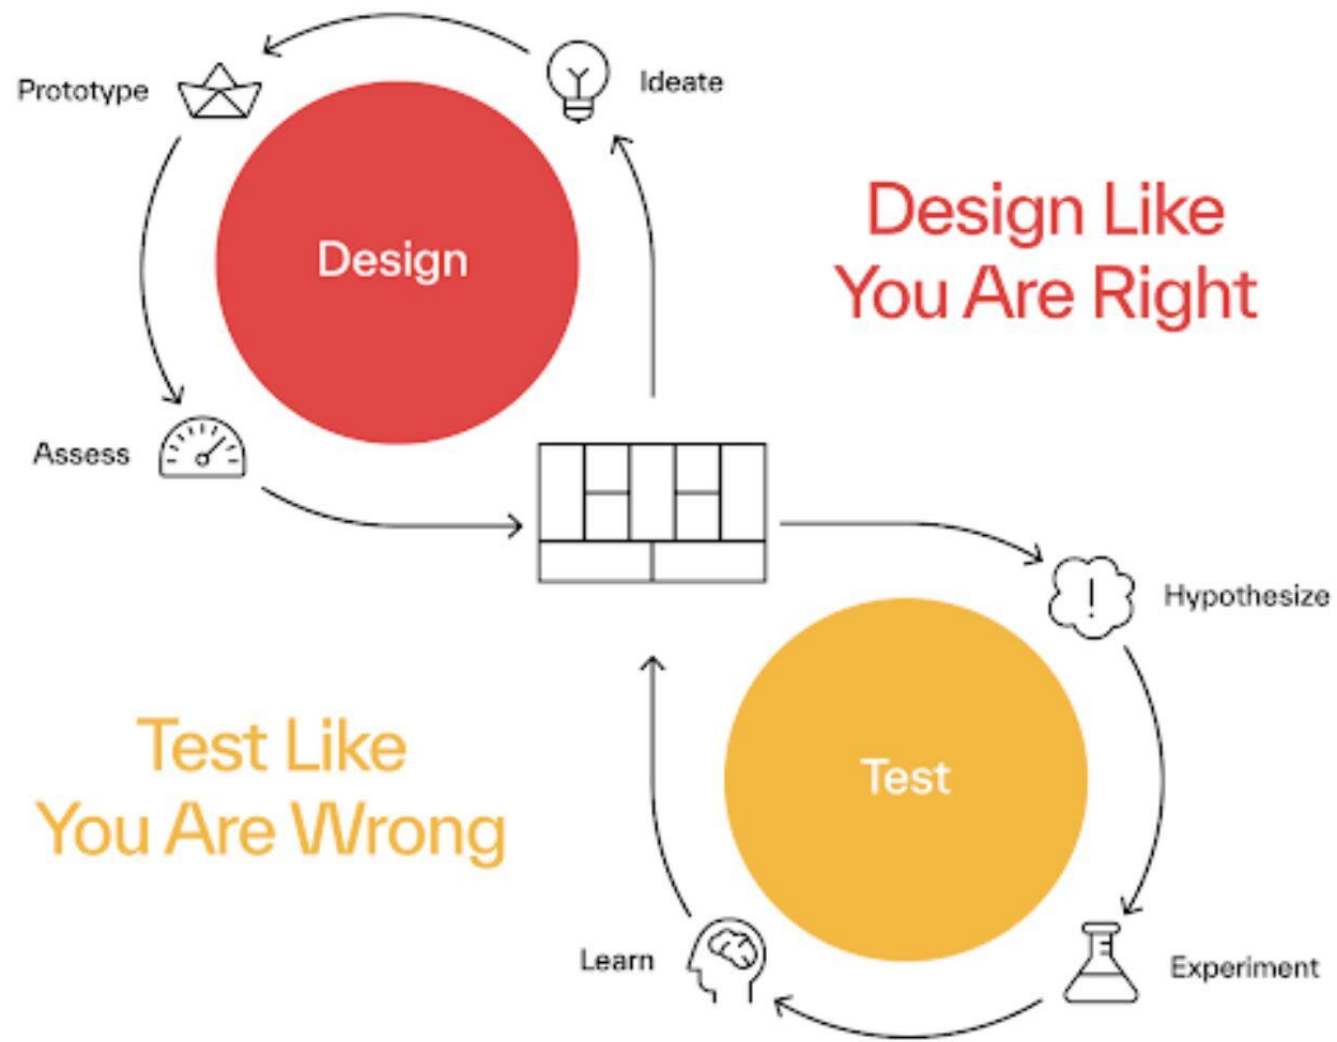 Ideate
Prototype
Design
Design Like
You Are Right
Assess
Hypothesize
Test Like
You Are Wrong
Test
Learn
Experiment